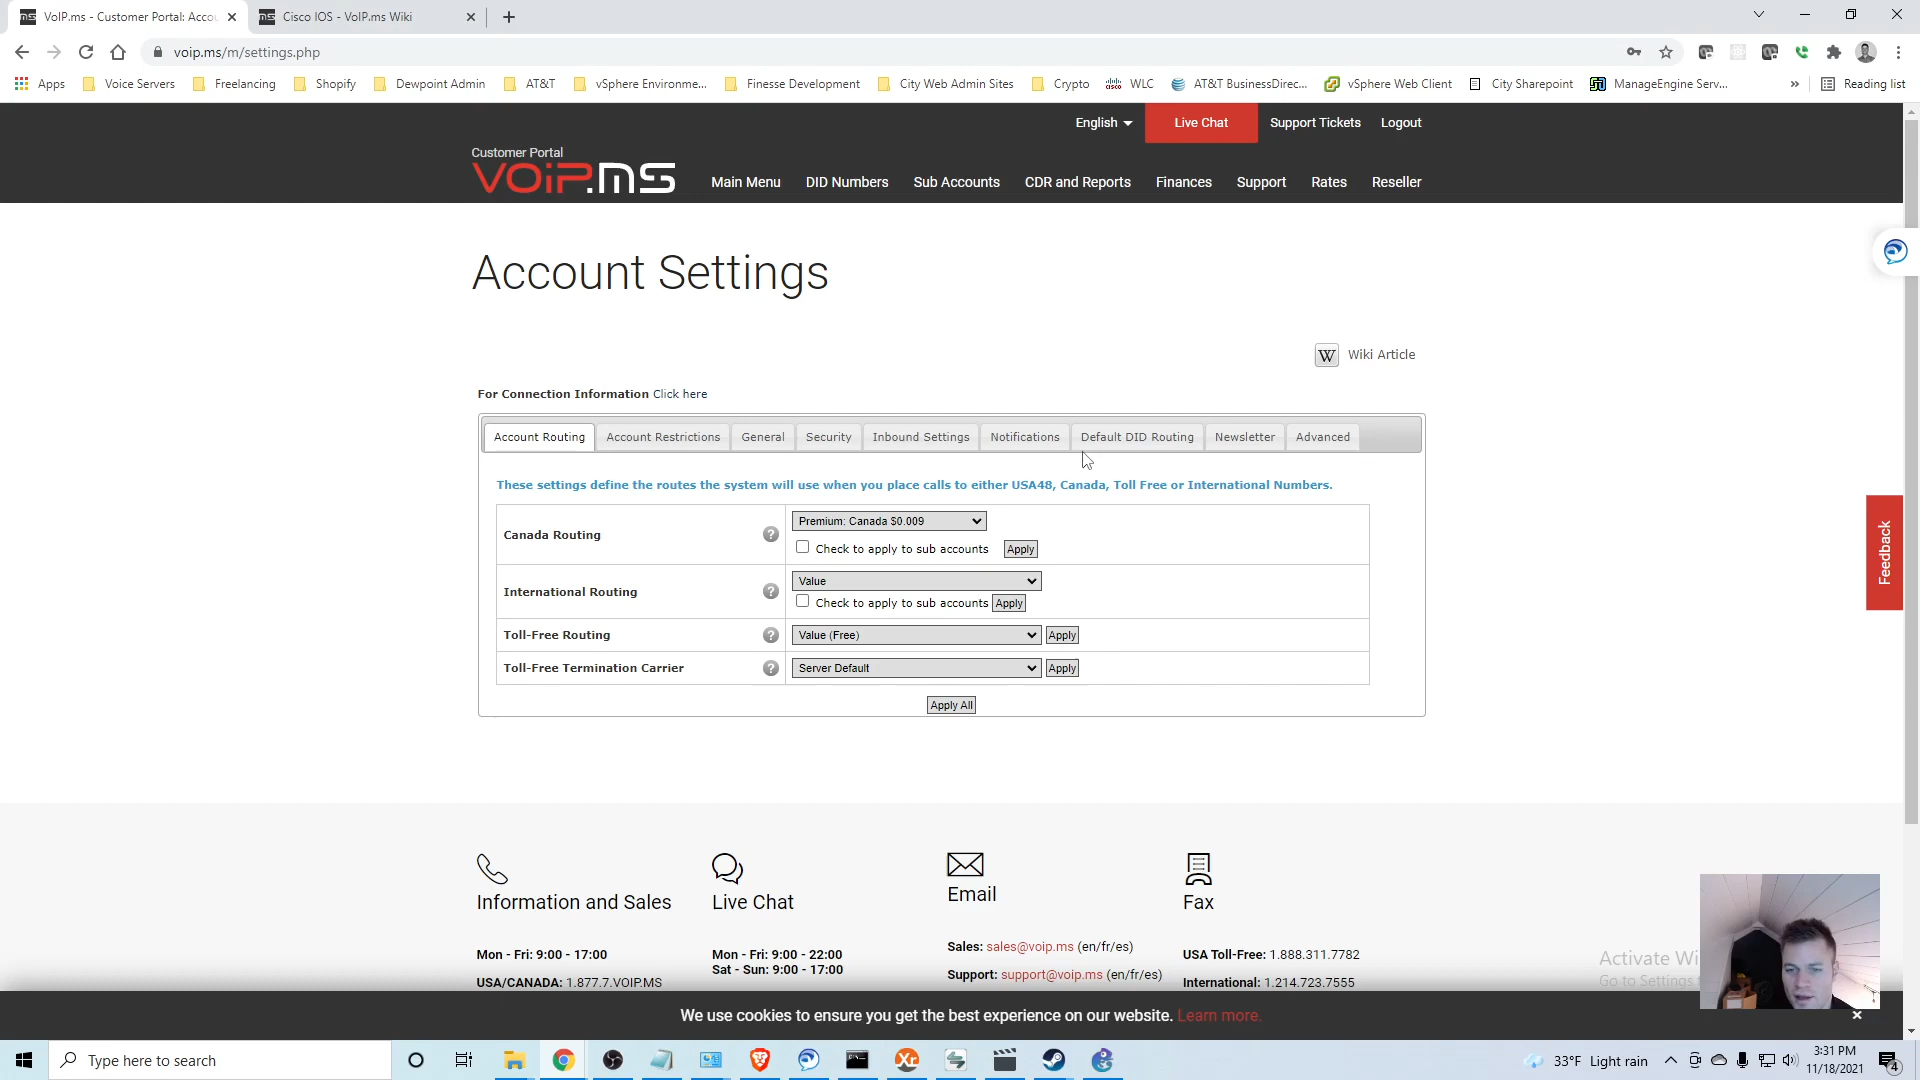 VoIP.ms - Customer Portal: Accou
Cisco IOS - VoIP.ms Wiki
voip.ms/m/settings.php
Apps
Voice Servers
Freelancing
Shopify
Dewpoint Admin
AT&T
vSphere Environme...
Finesse Development
City Web Admin Sites
Crypto
WLC
AT&T BusinessDirec...
vSphere Web Client
City Sharepoint
ManageEngine Serv...
»
Reading list
English
Live Chat
Support Tickets
Logout
Customer Portal
VOIP.MS
Main Menu
DID Numbers
Sub Accounts
CDR and Reports
Finances
Support
Rates
Reseller
Account Settings
W Wiki Article
For Connection Information Click here
Account Routing
Account Restrictions
General
Security
Inbound Settings
Notifications
Default DID Routing
Newsletter
Advanced
These settings define the routes the system will use when you place calls to either USA48, Canada, Toll Free or International Numbers.
Canada Routing ?
Premium: Canada $0.009
Check to apply to sub accounts Apply
International Routing ?
Value
Check to apply to sub accounts Apply
Toll-Free Routing ?
Value (Free) Apply
Toll-Free Termination Carrier ?
Server Default Apply
Apply All
Feedback
Information and Sales
Mon - Fri: 9:00 - 17:00
USA/CANADA: 1.877.7.VOIP.MS
Live Chat
Mon - Fri: 9:00 - 22:00
Sat - Sun: 9:00 - 17:00
Email
Sales: sales@voip.ms (en/fr/es)
Support: support@voip.ms (en/fr/es)
Fax
USA Toll-Free: 1.888.311.7782
International: 1.214.723.7555
Activate Wi
Go to Settings
We use cookies to ensure you get the best experience on our website. Learn more.
Type here to search
33°F Light rain
3:31 PM
11/18/2021
4